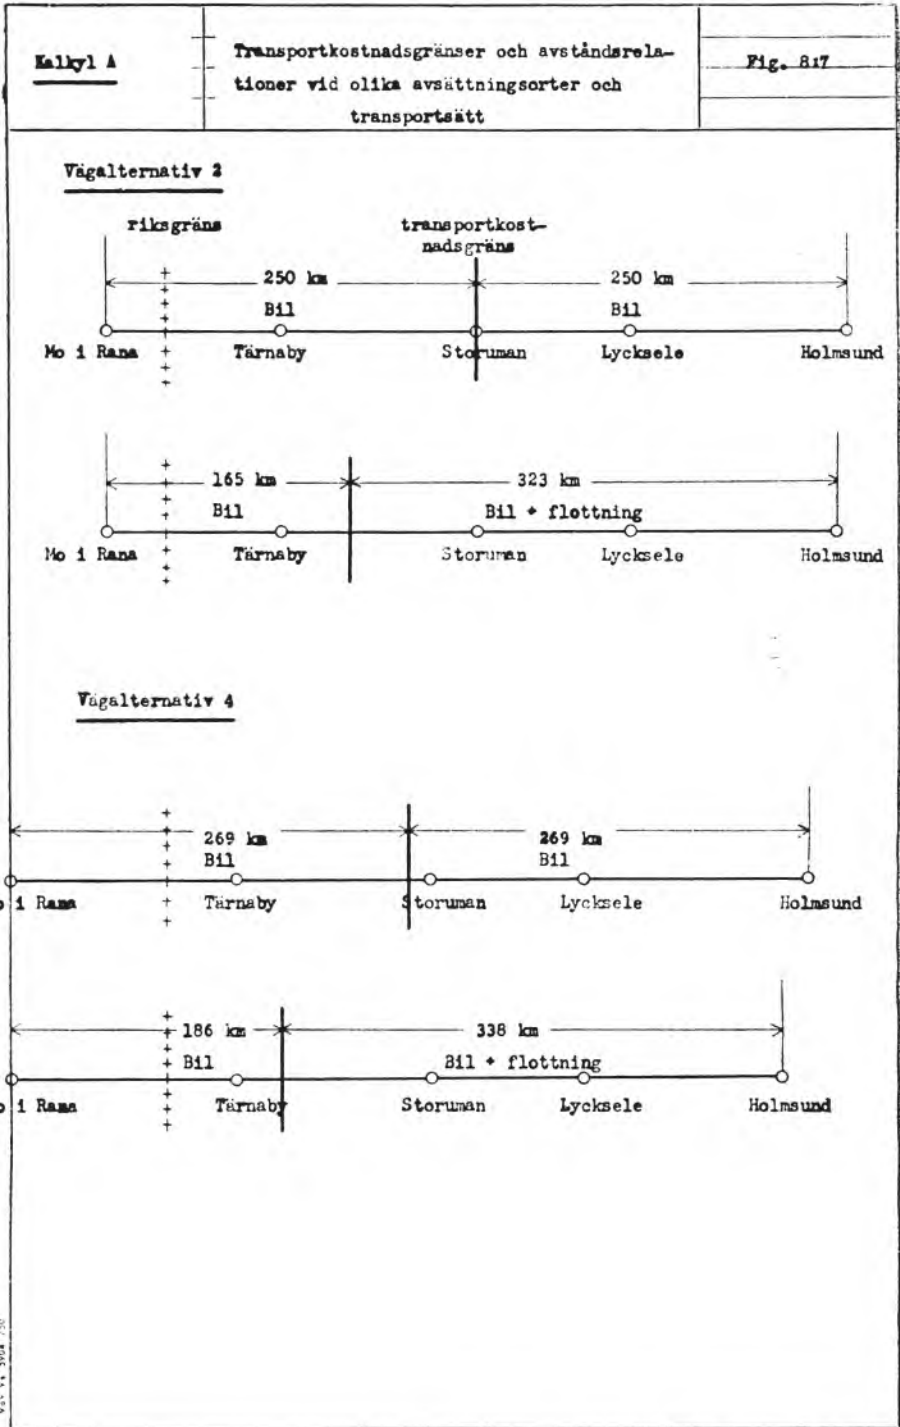 Kalkyl A
Transportkostnadsgränser och avståndsrela-
tioner vid olika avsättningsorter och
transportsätt
Fig. 8:7
Vägalternativ 2
riksgräns
transportkost-
nadsgräns
250 km
250 km
Bil
Bil
Mo i Rana
Tärnaby
Storuman
Lycksele
Holmsund
165 km
323 km
Bil
Bil + flottning
Mo i Rana
Tärnaby
Storuman
Lycksele
Holmsund
Vägalternativ 4
269 km
269 km
Bil
Bil
i Rana
Tärnaby
Storuman
Lycksele
Holmsund
186 km
338 km
Bil
Bil + flottning
i Rana
Tärnaby
Storuman
Lycksele
Holmsund